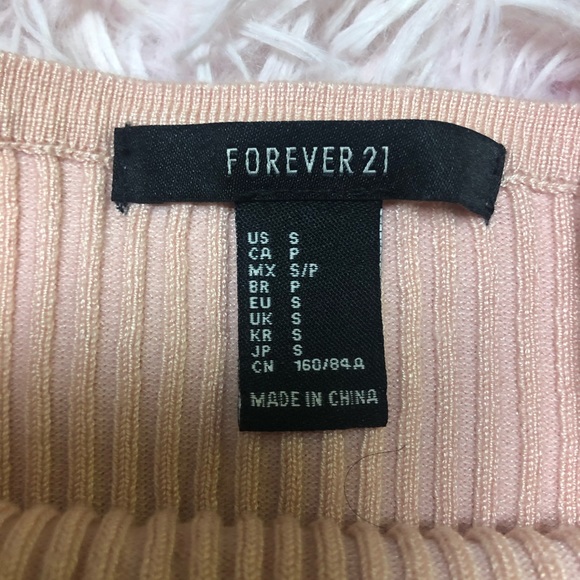 FOREVER 21
US S
CA P
MX S/P
BR P
EU S
UK S
KR S
JP S
CN 160/84A
MADE IN CHINA